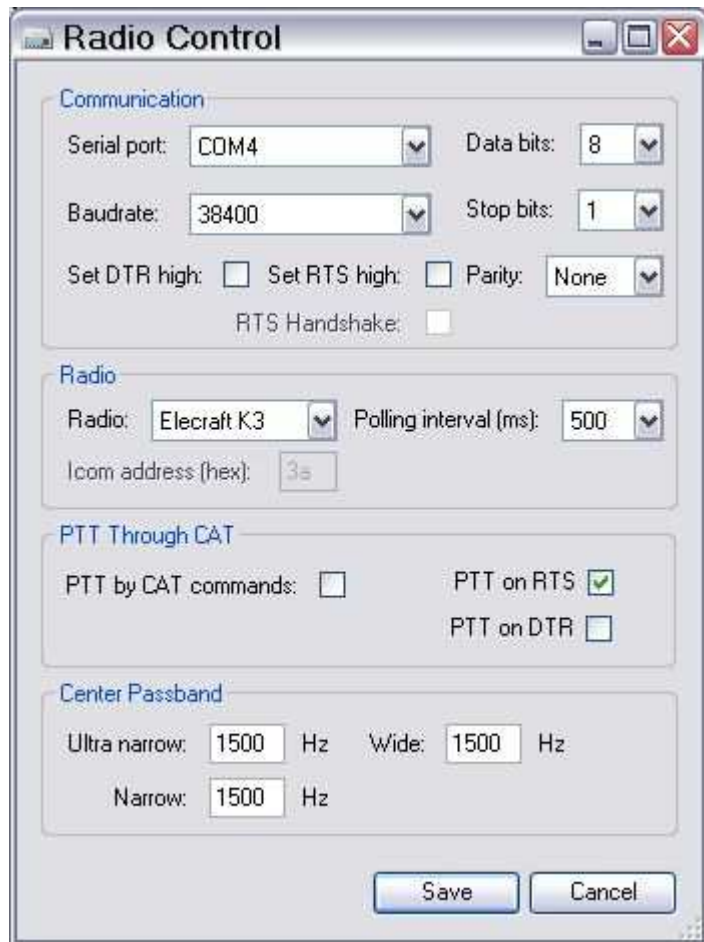 Radio Control
Communication
Serial port: COM4 Data bits: 8
Baudrate: 38400 Stop bits: 1
Set DTR high: Set RTS high: Parity: None
RTS Handshake:
Radio
Radio: Elecraft K3 Polling interval (ms): 500
Icom address (hex): 3a
PTT Through CAT
PTT by CAT commands: PTT on RTS
PTT on DTR
Center Passband
Ultra narrow: 1500 Hz Wide: 1500 Hz
Narrow: 1500 Hz
Save Cancel